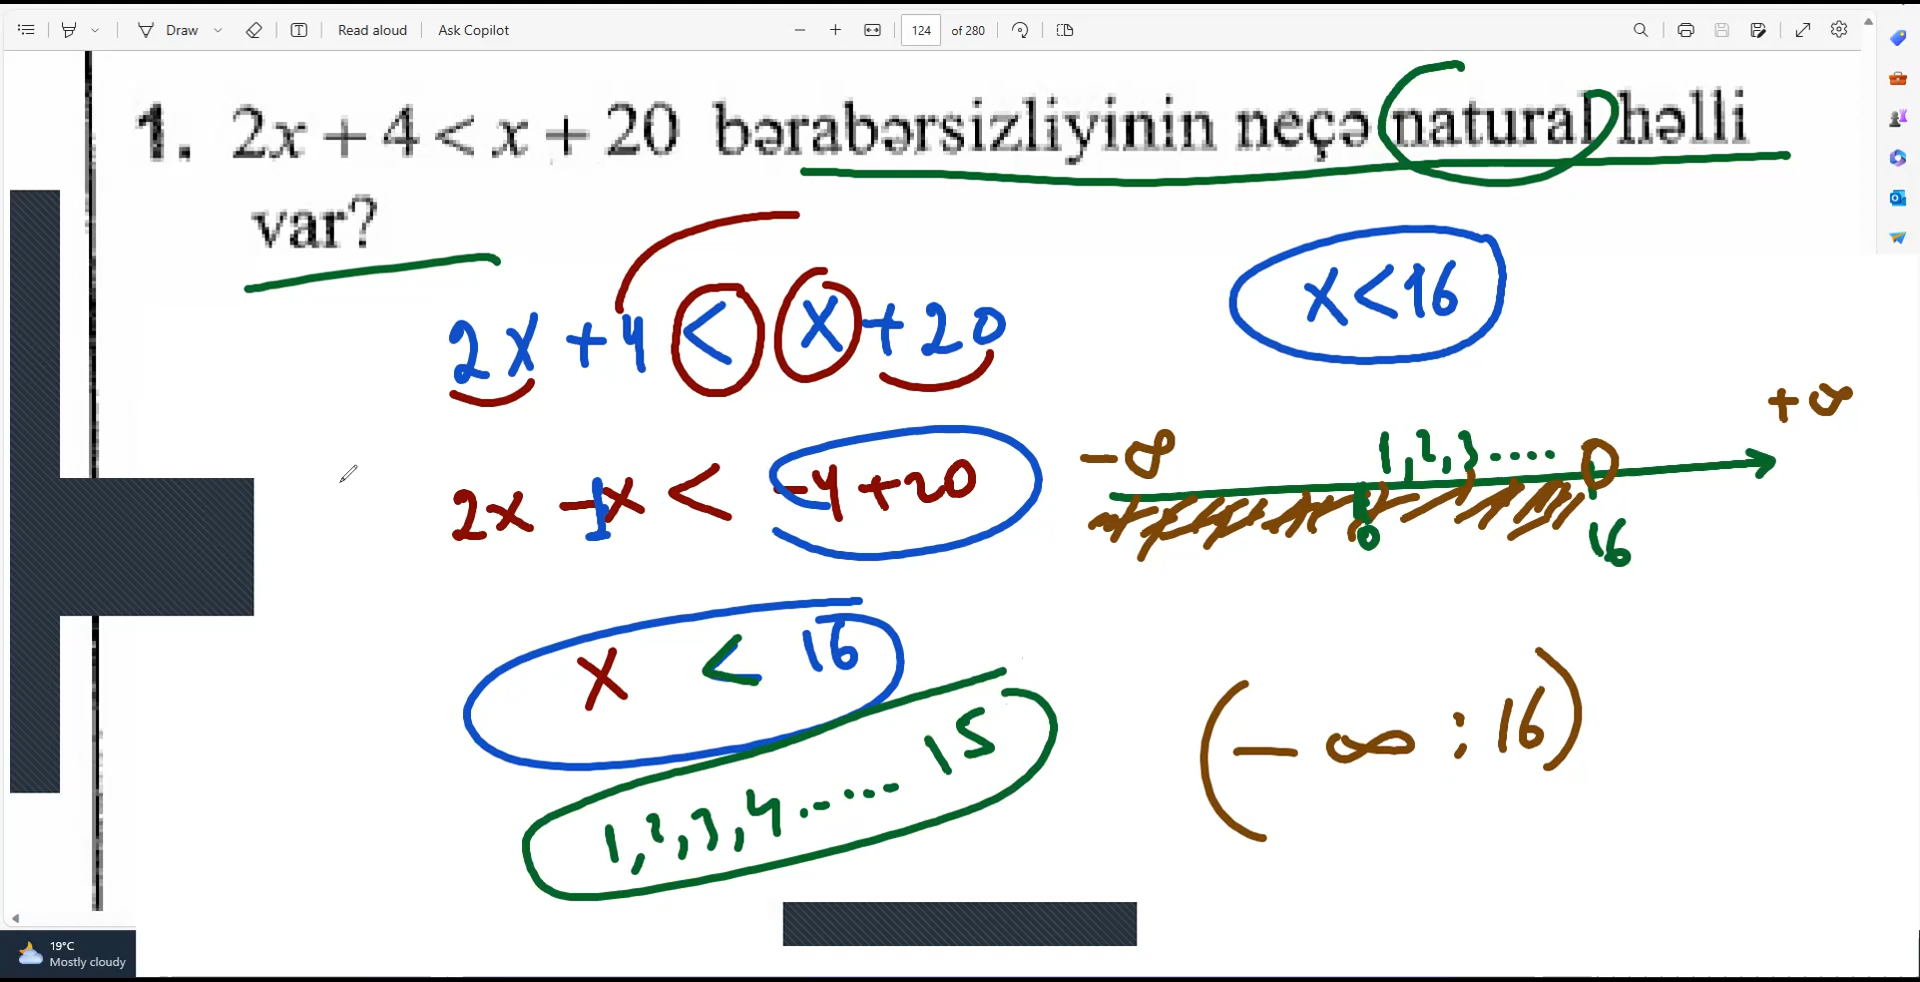 Draw
Read aloud
Ask Copilot
124 of 280
1. 2x + 4 < x + 20 bərabərsizliyinin neçə natural həlli
var?
2x + 4 < x + 20
x < 16
2x - 1x < -4 + 20
-∞
1, 2, 3 .....
+∞
0
16
x < 16
1, 2, 3, 4 ...... 15
(-∞ ; 16)
19°C
Mostly cloudy